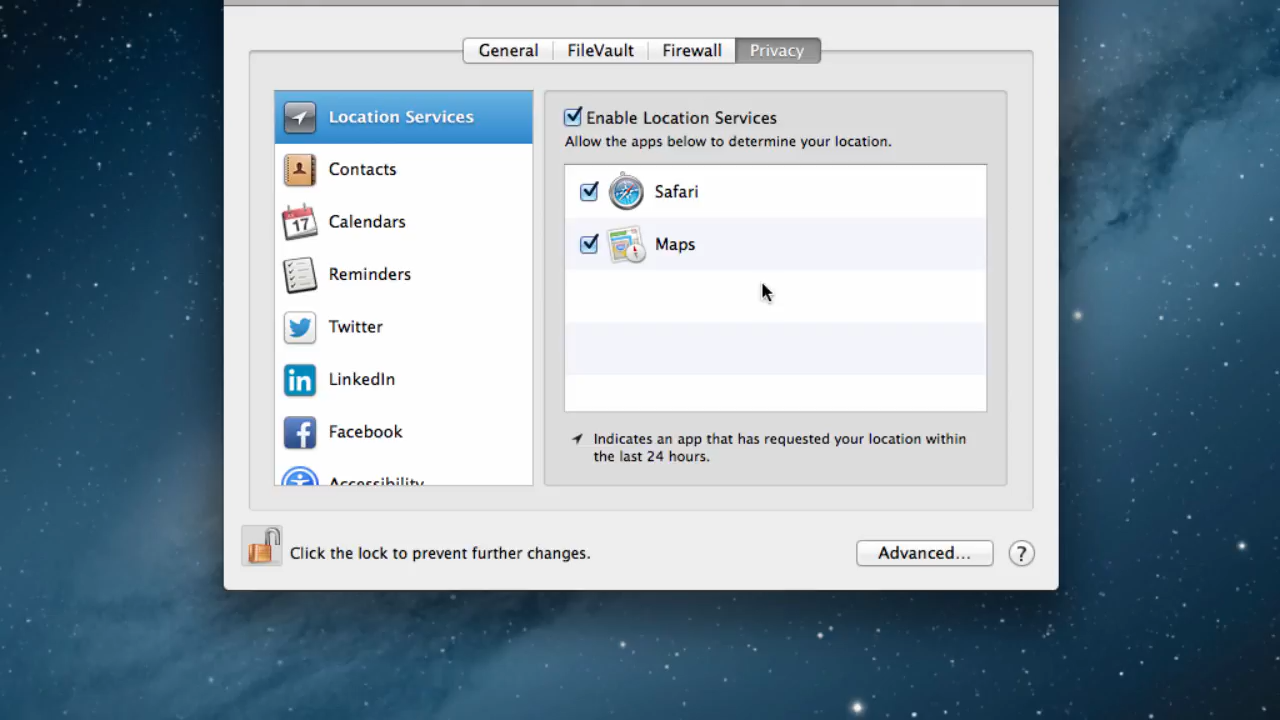 General FileVault Firewall Privacy
Location Services
Contacts
Calendars
17
Reminders
Twitter
LinkedIn
Facebook
Accessibility
Enable Location Services
Allow the apps below to determine your location.
Safari
Maps
Indicates an app that has requested your location within
the last 24 hours.
Click the lock to prevent further changes.
Advanced... ?